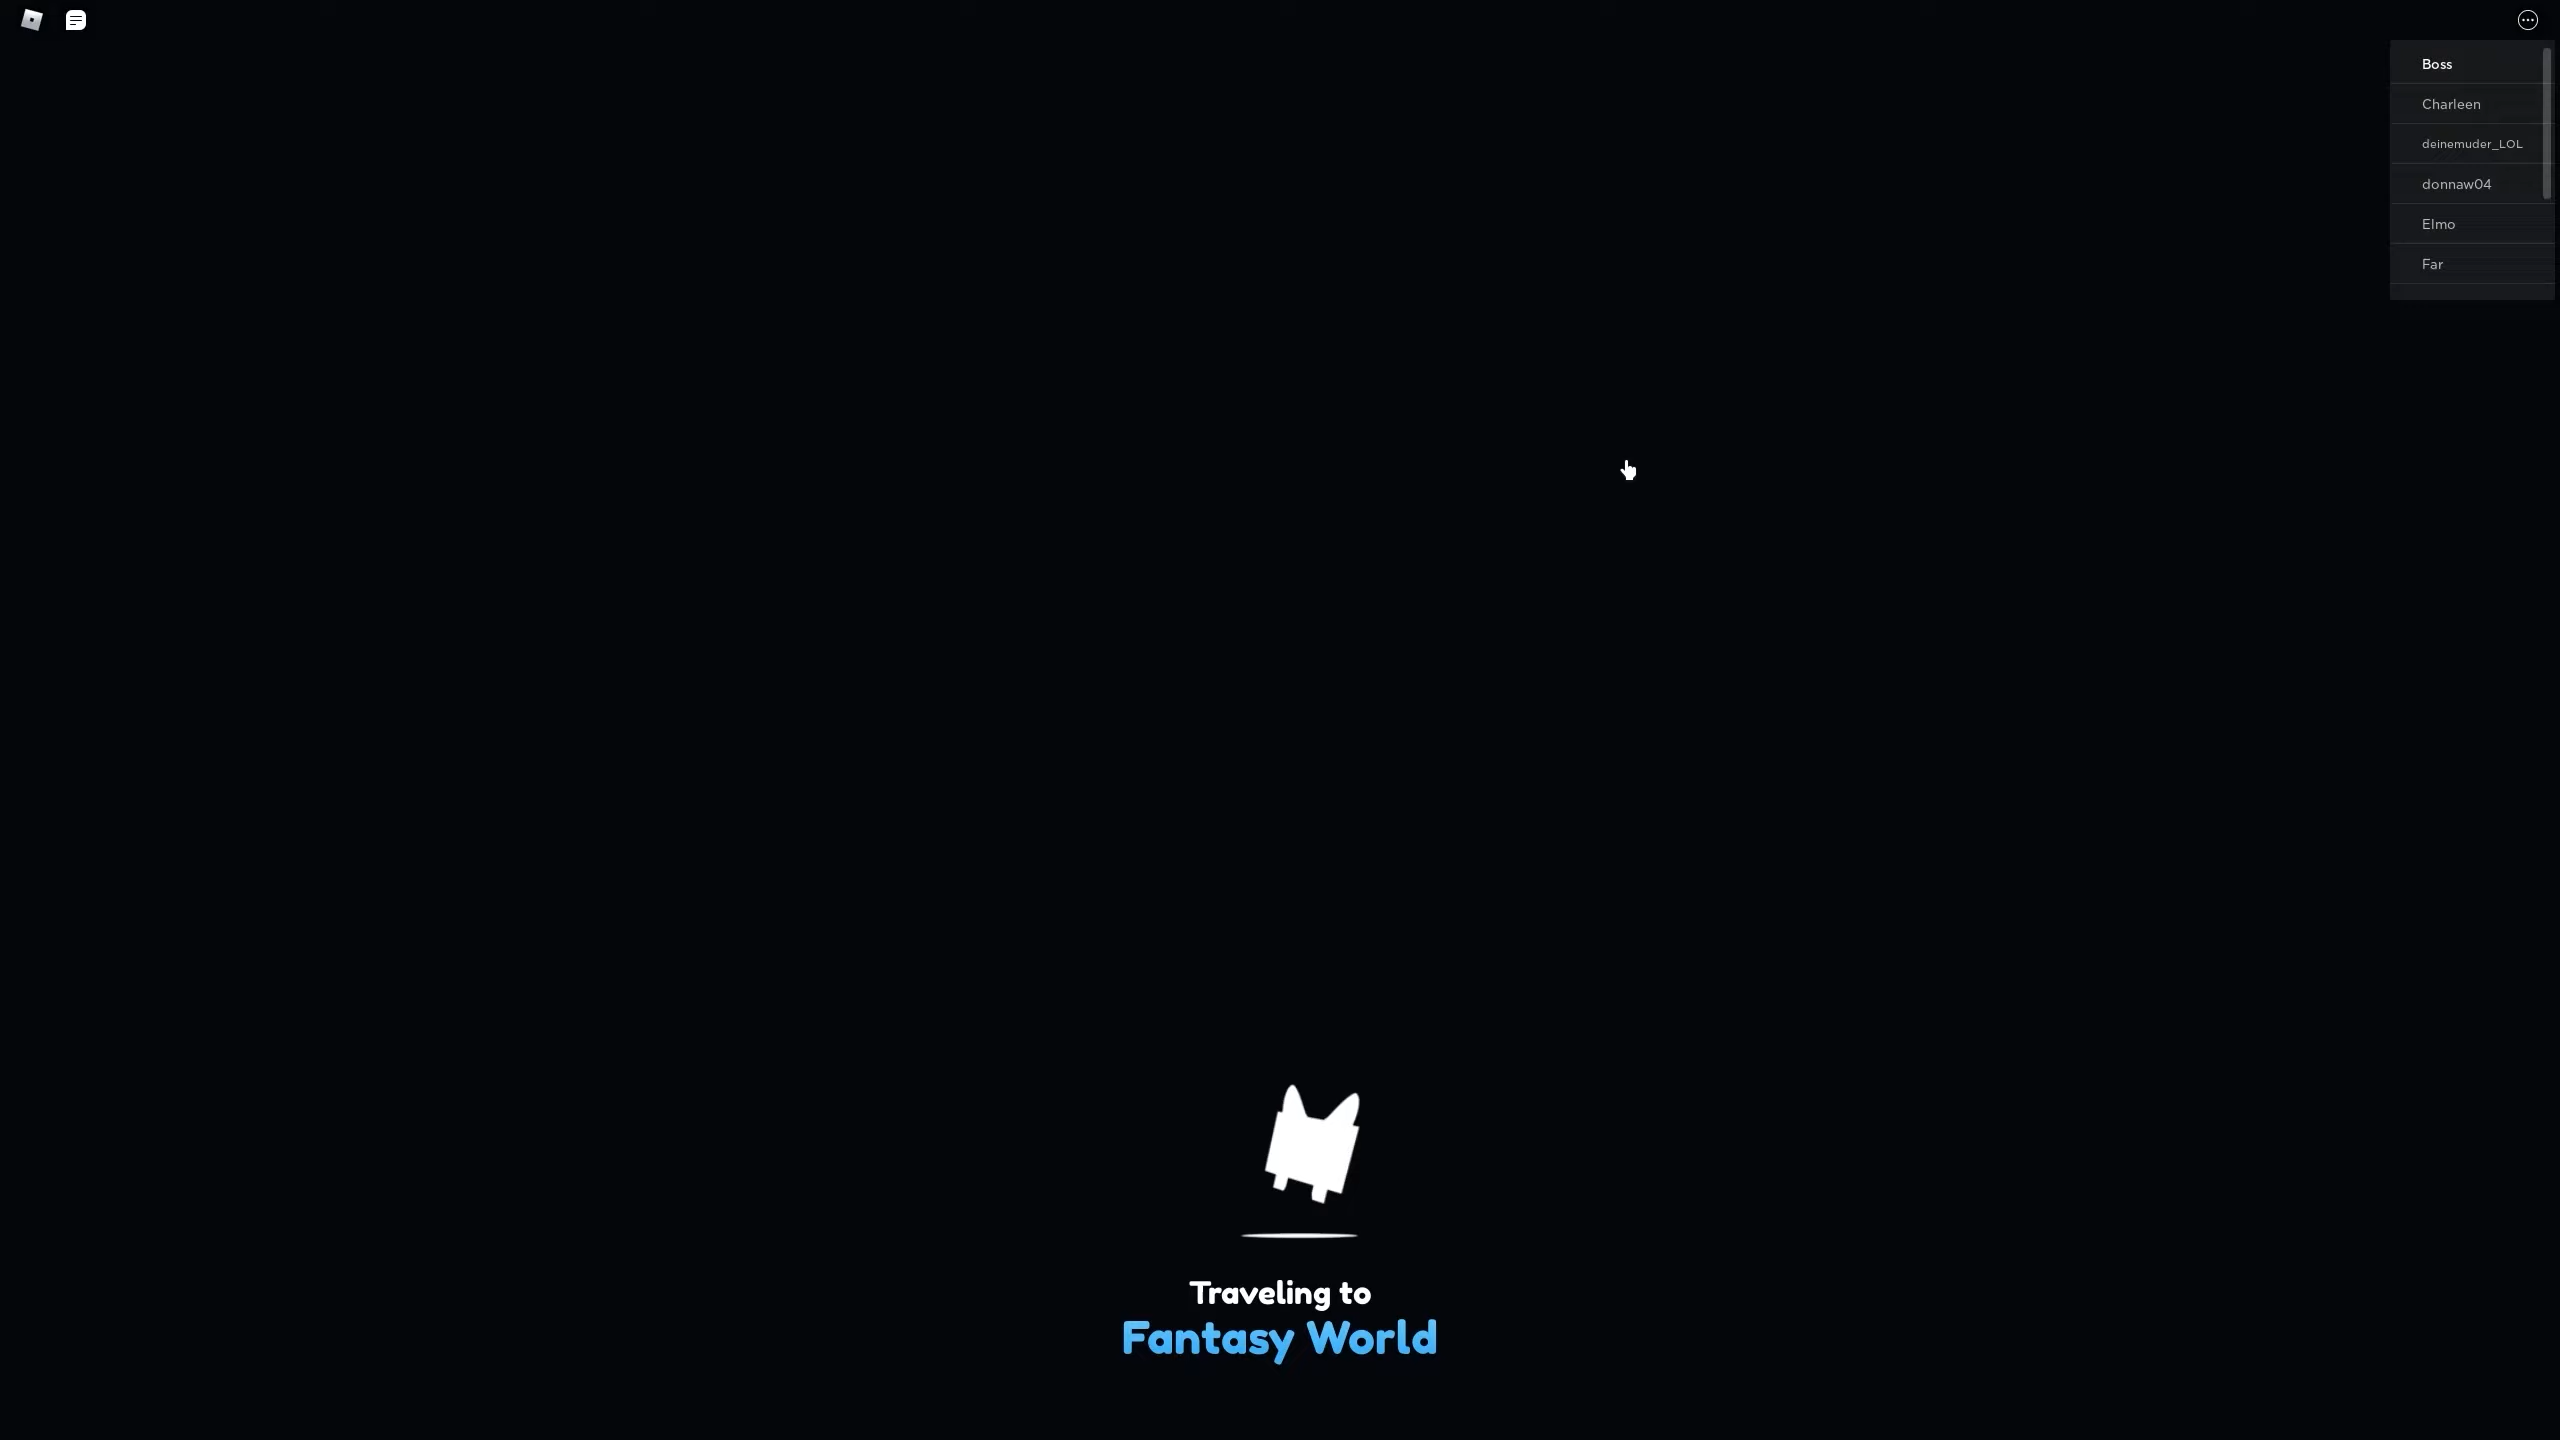 Boss
Charleen
deinemuder_LOL
donnaw04
Elmo
Far
Traveling to
Fantasy World